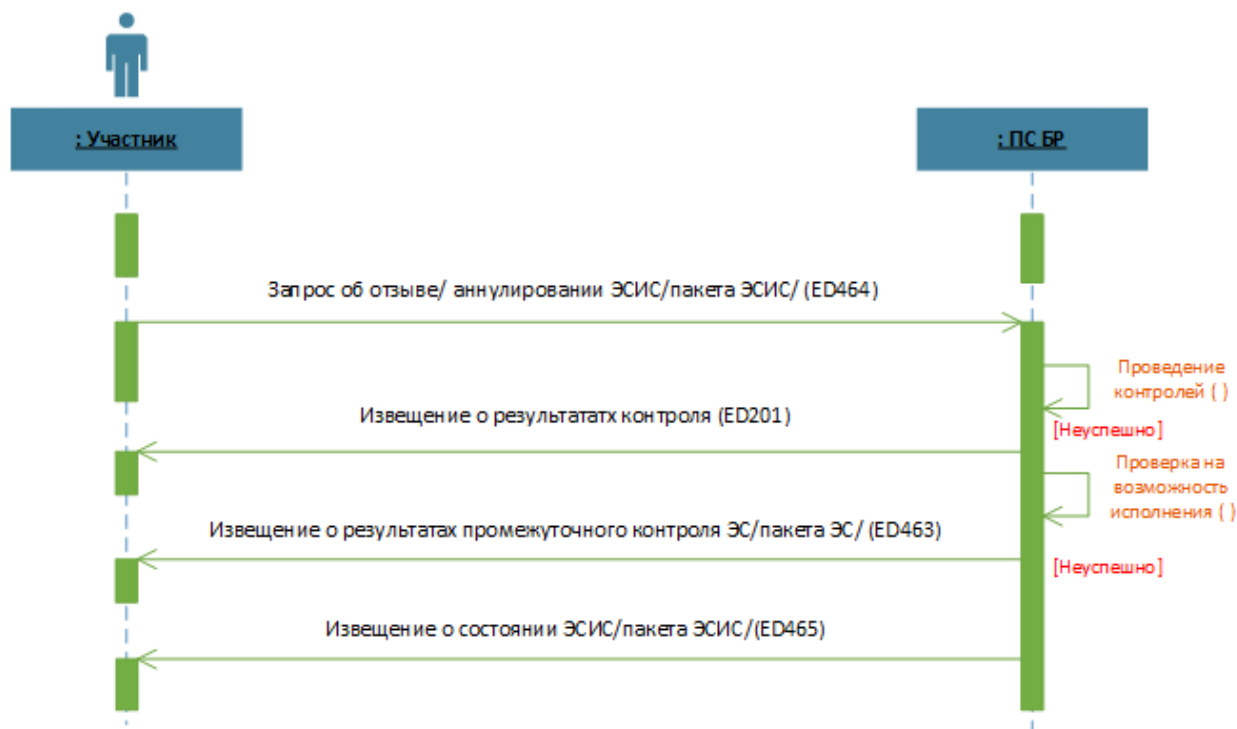 : Участник
: ПС БР
Запрос об отзыве/ аннулировании ЭСИС/пакета ЭСИС/ (ED464)
Проведение
контролей ( )
Извещение о результататх контроля (ED201)
[Неуспешно]
Проверка на
возможность
исполнения ( )
Извещение о результатах промежуточного контроля ЭС/пакета ЭС/ (ED463)
[Неуспешно]
Извещение о состоянии ЭСИС/пакета ЭСИС/(ED465)